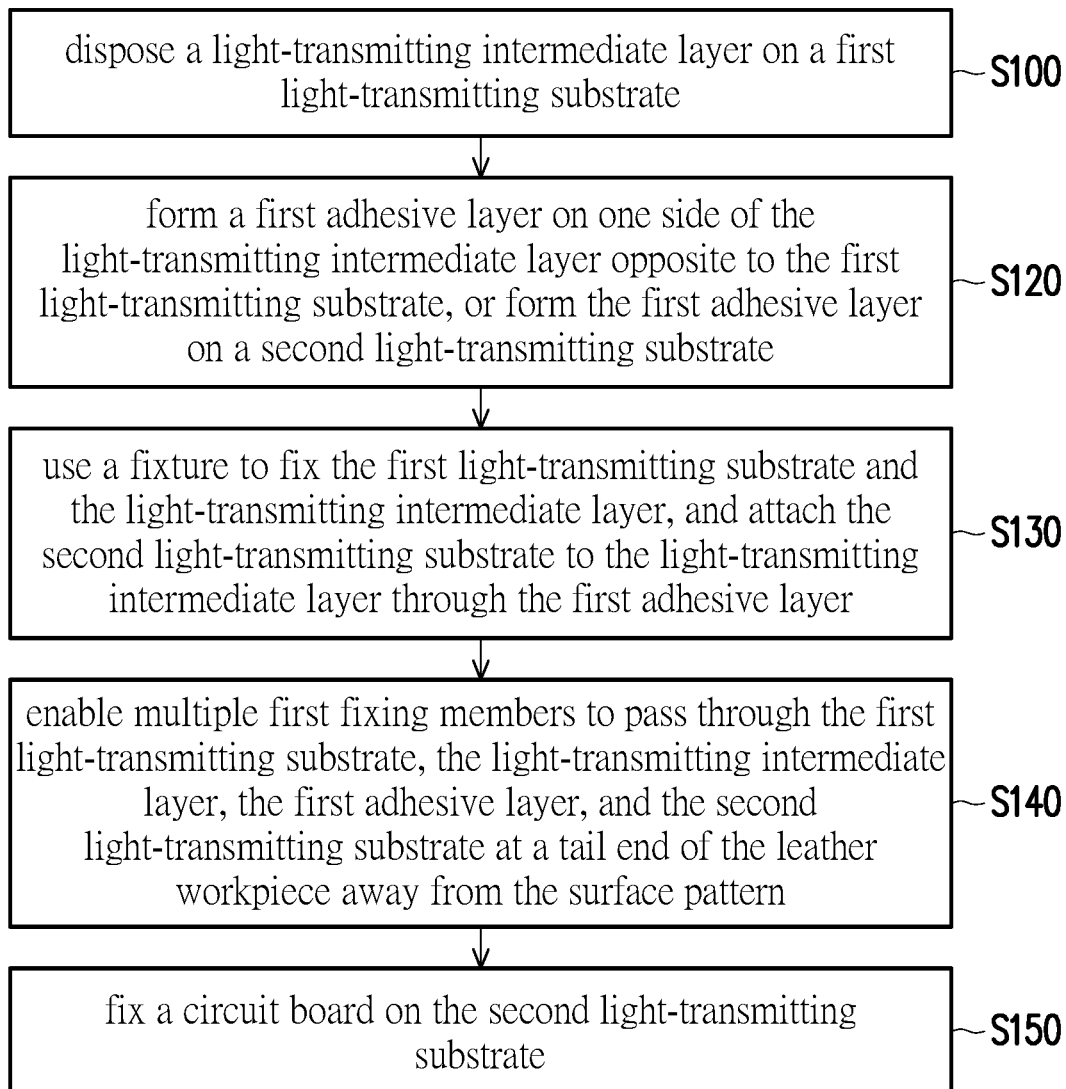 dispose a light-transmitting intermediate layer on a first
light-transmitting substrate
S100
form a first adhesive layer on one side of the
light-transmitting intermediate layer opposite to the first
light-transmitting substrate, or form the first adhesive layer
on a second light-transmitting substrate
S120
use a fixture to fix the first light-transmitting substrate and
the light-transmitting intermediate layer, and attach the
second light-transmitting substrate to the light-transmitting
intermediate layer through the first adhesive layer
S130
enable multiple first fixing members to pass through the first
light-transmitting substrate, the light-transmitting intermediate
layer, the first adhesive layer, and the second
light-transmitting substrate at a tail end of the leather
workpiece away from the surface pattern
S140
fix a circuit board on the second light-transmitting
substrate
S150